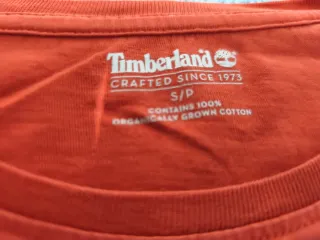 Timberland
CRAFTED SINCE 1973
S/P
CONTAINS 100%
ORGANICALLY GROWN COTTON